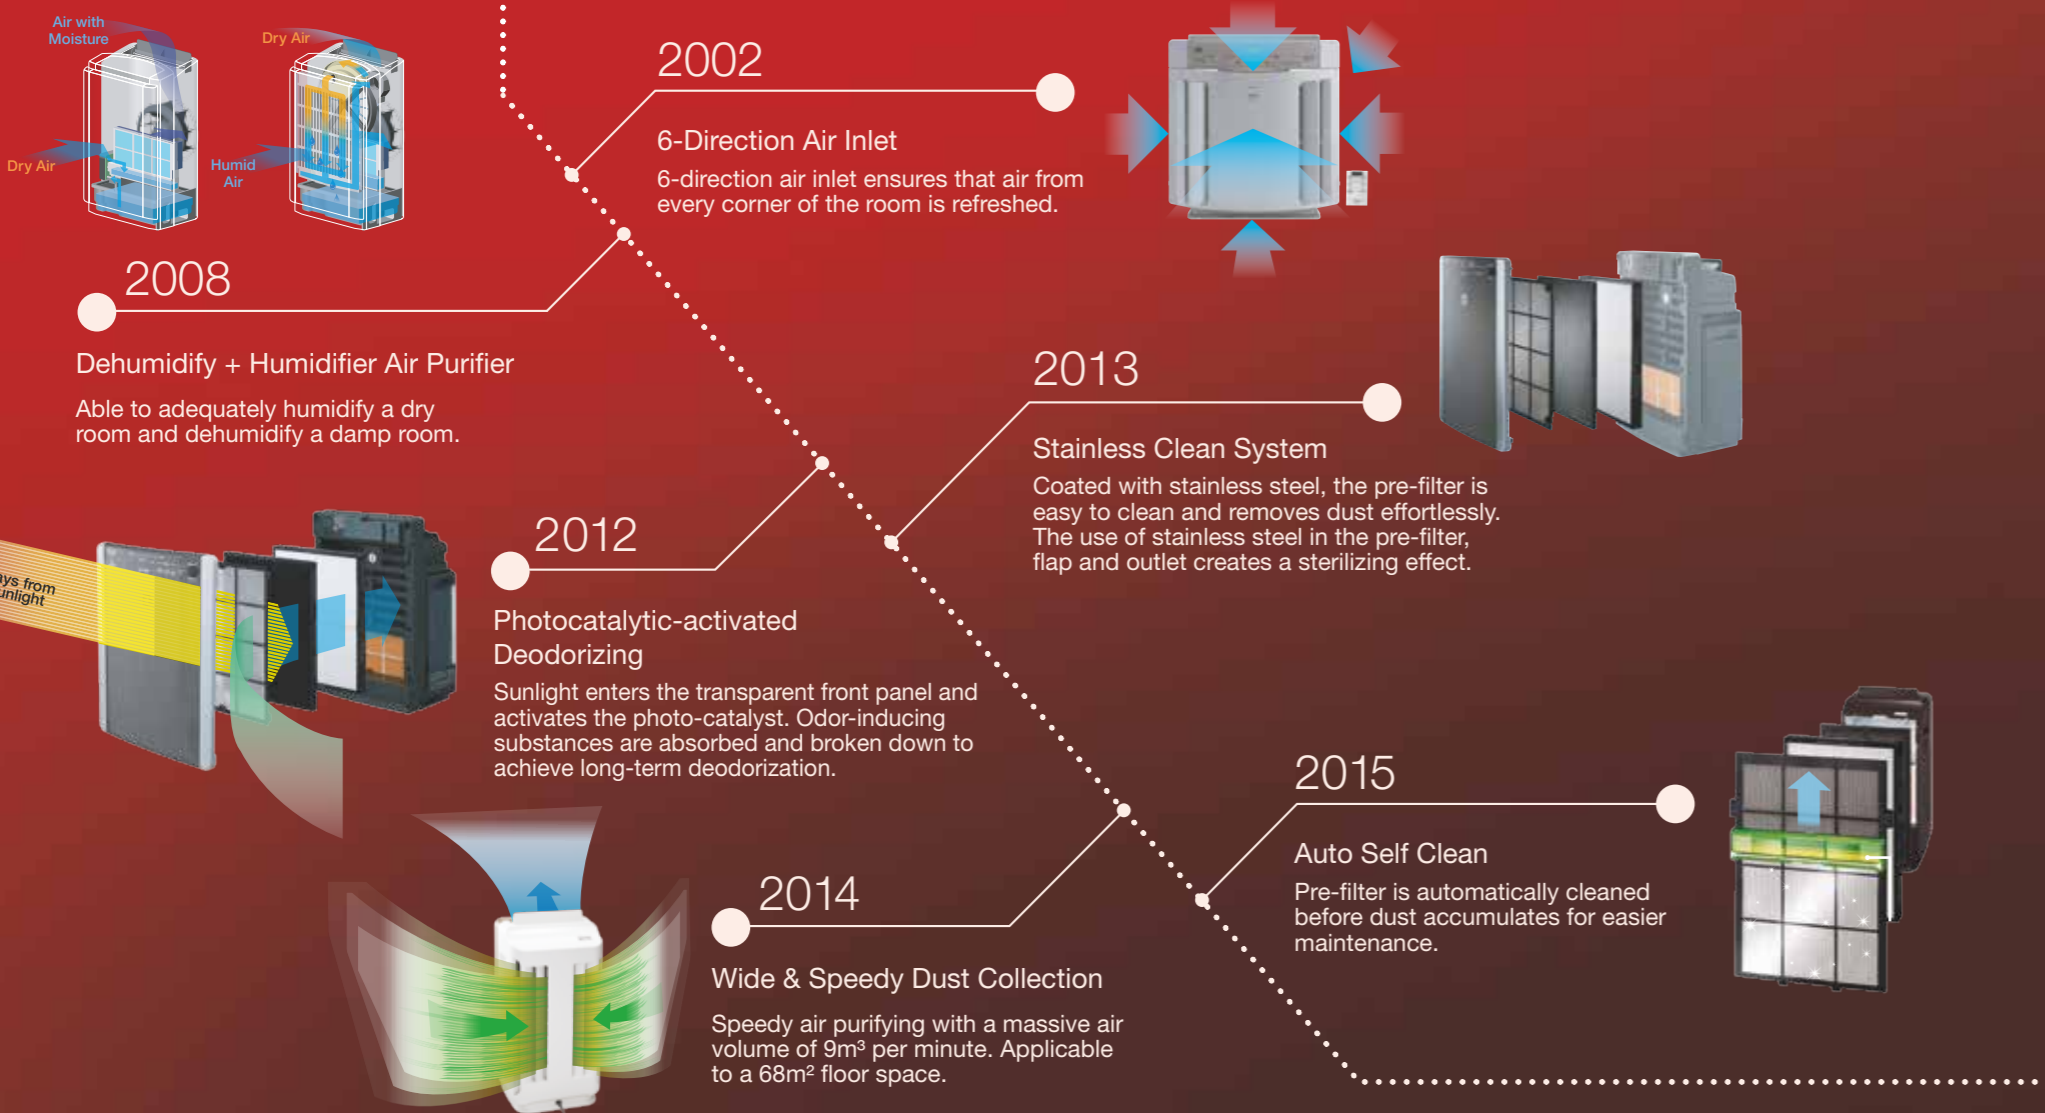 Air with
Moisture
Dry Air
Dry Air
Humid
Air
2002
6-Direction Air Inlet
6-direction air inlet ensures that air from
every corner of the room is refreshed.
2008
Dehumidify + Humidifier Air Purifier
Able to adequately humidify a dry
room and dehumidify a damp room.
2013
Stainless Clean System
Coated with stainless steel, the pre-filter is
easy to clean and removes dust effortlessly.
The use of stainless steel in the pre-filter,
flap and outlet creates a sterilizing effect.
from
2012
Photocatalytic-activated
Deodorizing
Sunlight enters the transparent front panel and
activates the photo-catalyst. Odor-inducing
substances are absorbed and broken down to
achieve long-term deodorization.
2015
Auto Self Clean
Pre-filter is automatically cleaned
before dust accumulates for easier
maintenance.
2014
Wide & Speedy Dust Collection
Speedy air purifying with a massive air
volume of 9m³ per minute. Applicable
to a 68m² floor space.